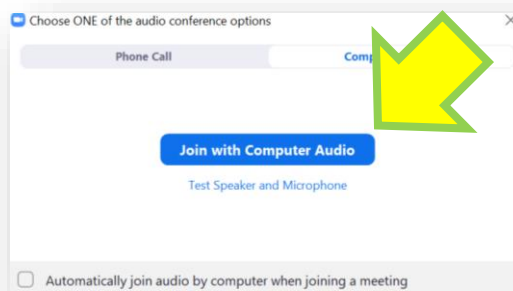 Choose ONE of the audio conference options
Phone Call
Join with Computer Audio
Test Speaker and Microphone
Automatically join audio by computer when joining a meeting